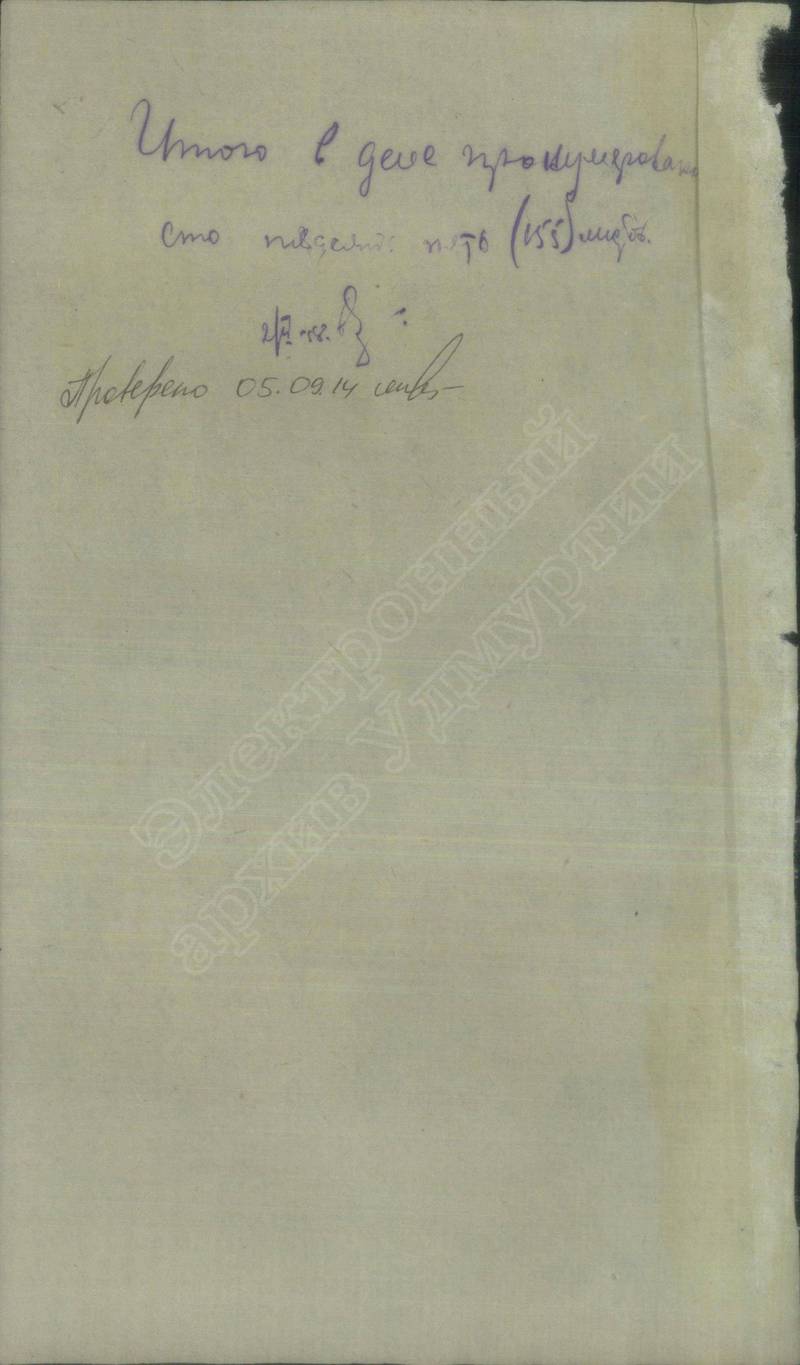 Итого в деле пронумеровано
сто пятьдесят пять (155) листов.
Проверено 05.09.14
Электронный
архив Удмуртии